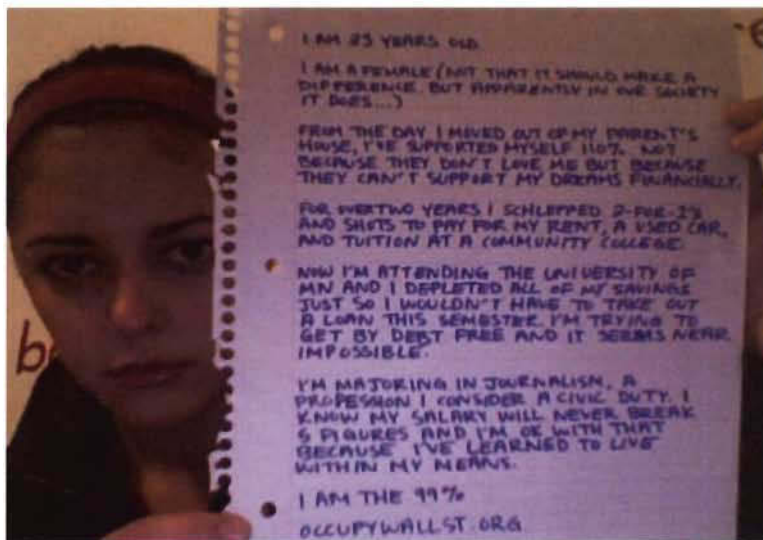 I AM 23 YEARS OLD
I AM A FEMALE (NOT THAT IT SHOULD MAKE A
DIFFERENCE. BUT APPARENTLY IN OUR SOCIETY
IT DOES...)
FROM THE DAY I MOVED OUT OF MY PARENT'S
HOUSE, I'VE SUPPORTED MYSELF 110%. NOT
BECAUSE THEY DON'T LOVE ME BUT BECAUSE
THEY CAN'T SUPPORT MY DREAMS FINANCIALLY.
FOR OVER TWO YEARS I SCHLEPPED 2-FOR-1'S
AND SHOTS TO PAY FOR MY RENT, A USED CAR,
AND TUITION AT A COMMUNITY COLLEGE.
NOW I'M ATTENDING THE UNIVERSITY OF
MN AND I DEPLETED ALL OF MY SAVINGS
JUST SO I WOULDN'T HAVE TO TAKE OUT
A LOAN THIS SEMESTER. I'M TRYING TO
GET BY DEBT FREE AND IT SEEMS NEAR
IMPOSSIBLE.
I'M MAJORING IN JOURNALISM, A
PROFESSION I CONSIDER A CIVIC DUTY. I
KNOW MY SALARY WILL NEVER BREAK
6 FIGURES AND I'M OK WITH THAT
BECAUSE I'VE LEARNED TO LIVE
WITHIN MY MEANS.
I AM THE 99%
OCCUPYWALLST.ORG